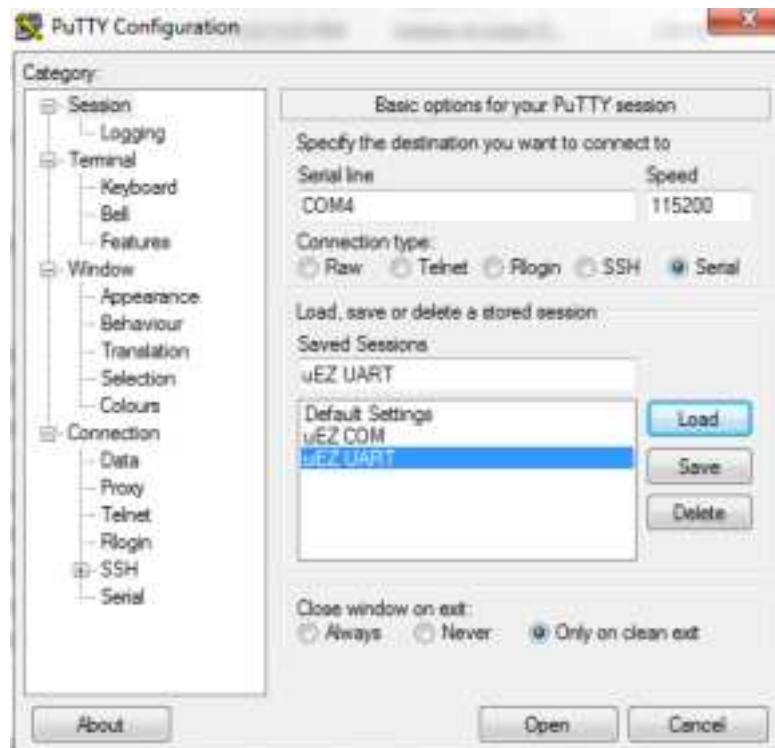 PuTTY Configuration
Category:
Session
Logging
Terminal
Keyboard
Bell
Features
Window
Appearance
Behaviour
Translation
Selection
Colours
Connection
Data
Proxy
Telnet
Rlogin
SSH
Serial
Basic options for your PuTTY session
Specify the destination you want to connect to
Serial line Speed
COM4 115200
Connection type:
Raw Telnet Rlogin SSH Serial
Load, save or delete a stored session
Saved Sessions
uEZ UART
Default Settings
uEZ COM
uEZ UART
Load
Save
Delete
Close window on exit:
Always Never Only on clean exit
About Open Cancel